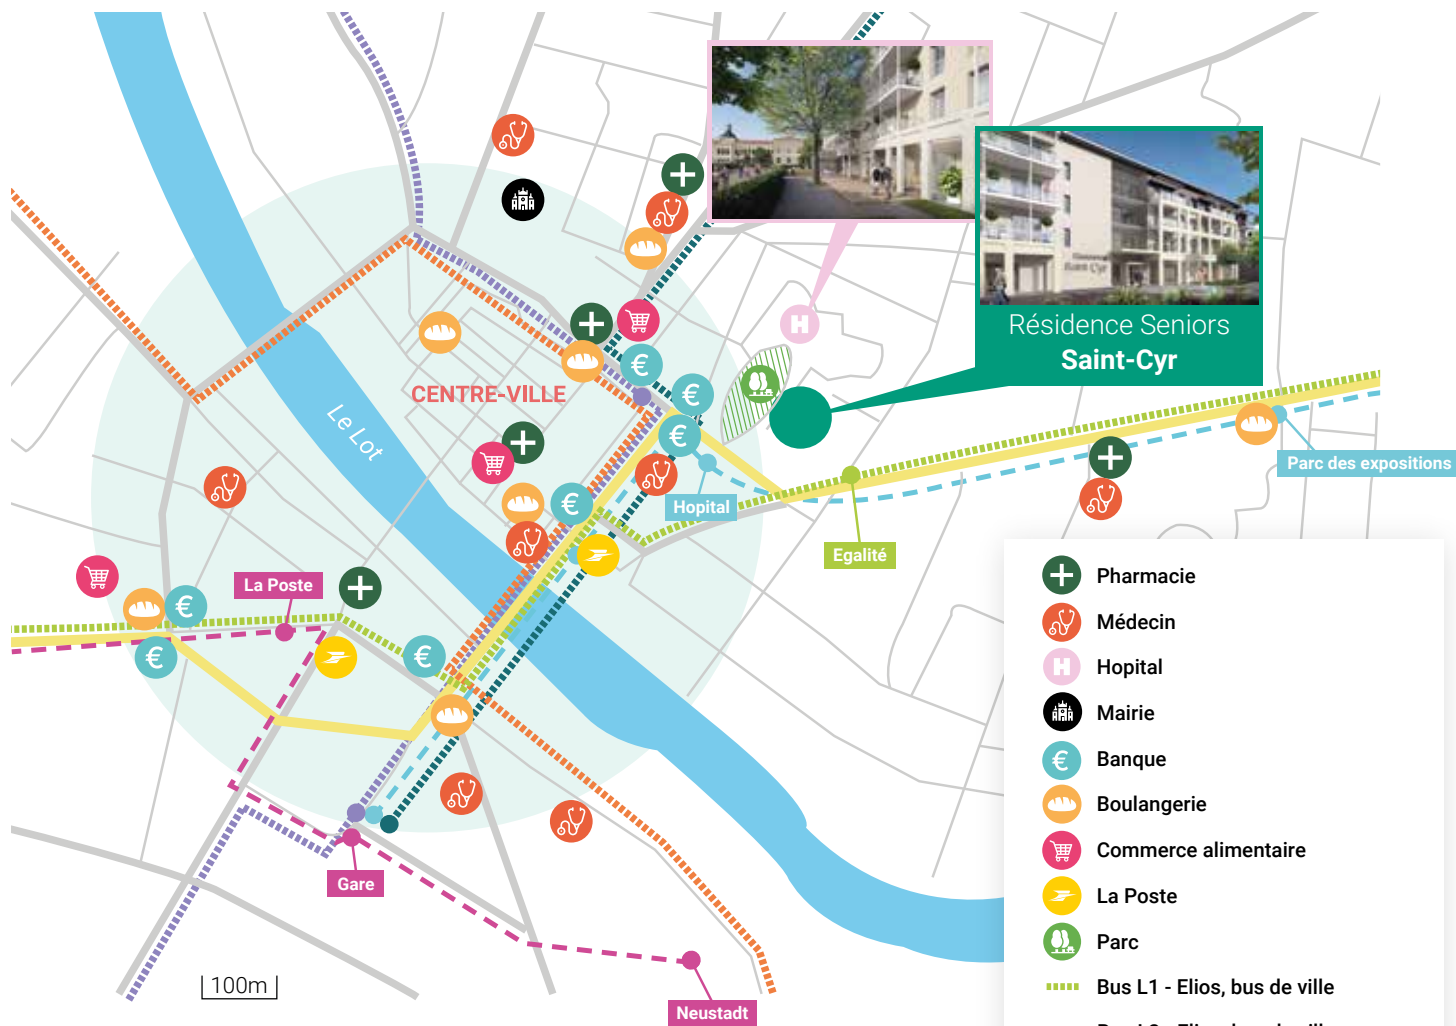 Résidence Seniors
Saint-Cyr
CENTRE-VILLE
Le Lot
Parc des expositions
Hopital
Egalité
La Poste
Gare
Neustadt
100m
Pharmacie
Médecin
Hopital
Mairie
Banque
Boulangerie
Commerce alimentaire
La Poste
Parc
Bus L1 - Elios, bus de ville